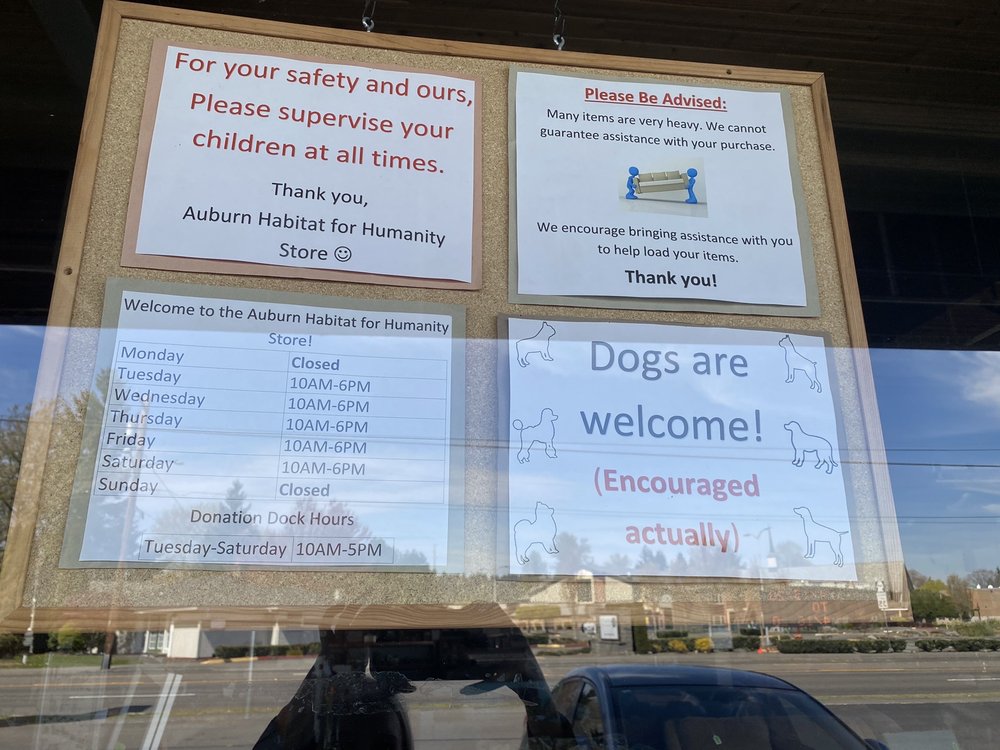 For your safety and ours,
Please supervise your
children at all times.
Thank you,
Auburn Habitat for Humanity
Store ☺
Please Be Advised:
Many items are very heavy. We cannot
guarantee assistance with your purchase.
We encourage bringing assistance with you
to help load your items.
Thank you!
Welcome to the Auburn Habitat for Humanity
Store!
Monday Closed
Tuesday 10AM-6PM
Wednesday 10AM-6PM
Thursday 10AM-6PM
Friday 10AM-6PM
Saturday 10AM-6PM
Sunday Closed
Donation Dock Hours
Tuesday-Saturday 10AM-5PM
Dogs are
welcome!
(Encouraged
actually)